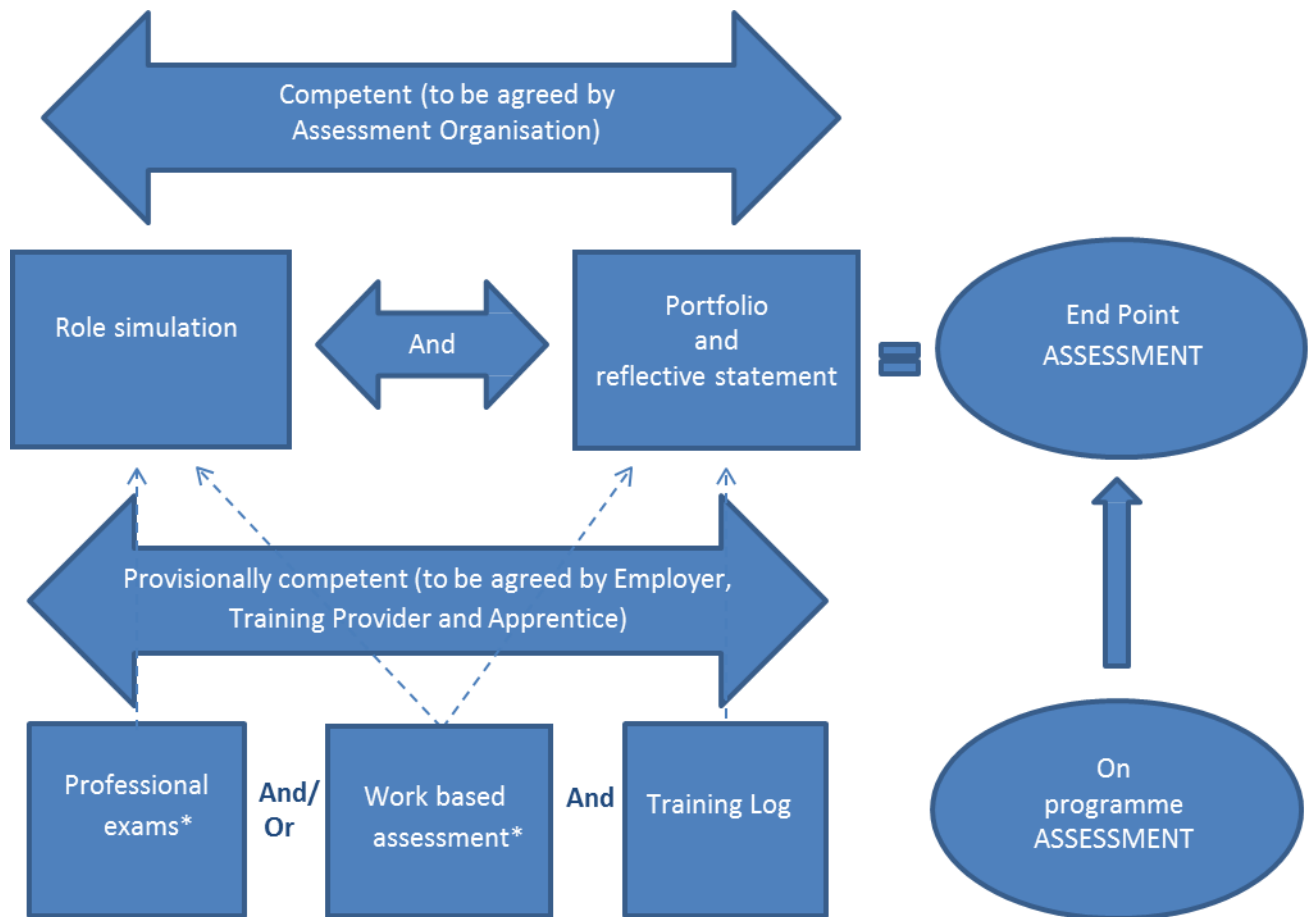 Competent (to be agreed by
Assessment Organisation)
Role simulation
And
Portfolio
and
reflective statement
End Point
ASSESSMENT
Provisionally competent (to be agreed by Employer,
Training Provider and Apprentice)
Professional
exams*
And/
Or
Work based
assessment*
And
Training Log
On
programme
ASSESSMENT